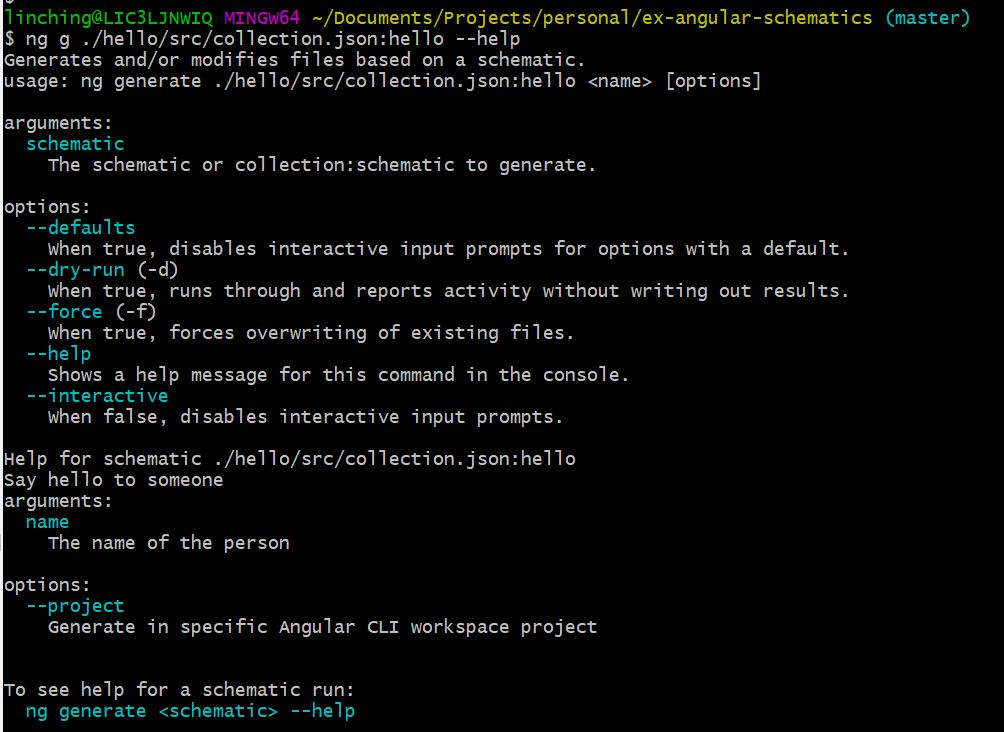 linching@LIC3LJNWIQ MINGW64 ~/Documents/Projects/personal/ex-angular-schematics (master)
$ ng g ./hello/src/collection.json:hello --help
Generates and/or modifies files based on a schematic.
usage: ng generate ./hello/src/collection.json:hello <name> [options]

arguments:
  schematic
    The schematic or collection:schematic to generate.

options:
  --defaults
    When true, disables interactive input prompts for options with a default.
  --dry-run (-d)
    When true, runs through and reports activity without writing out results.
  --force (-f)
    When true, forces overwriting of existing files.
  --help
    Shows a help message for this command in the console.
  --interactive
    When false, disables interactive input prompts.

Help for schematic ./hello/src/collection.json:hello
Say hello to someone
arguments:
  name
    The name of the person

options:
  --project
    Generate in specific Angular CLI workspace project


To see help for a schematic run:
  ng generate <schematic> --help